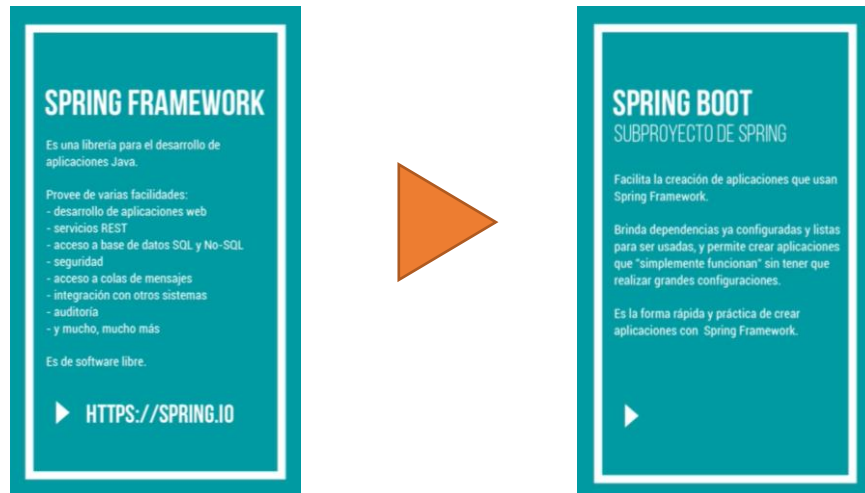 SPRING FRAMEWORK
Es una librería para el desarrollo de
aplicaciones Java.
Provee de varias facilidades:
- desarrollo de aplicaciones web
- servicios REST
- acceso a base de datos SQL y No-SQL
- seguridad
- acceso a colas de mensajes
- integración con otros sistemas
- auditoría
- y mucho, mucho más
Es de software libre.
HTTPS://SPRING.IO
SPRING BOOT
SUBPROYECTO DE SPRING
Facilita la creación de aplicaciones que usan
Spring Framework.
Brinda dependencias ya configuradas y listas
para ser usadas, y permite crear aplicaciones
que "simplemente funcionan" sin tener que
realizar grandes configuraciones.
Es la forma rápida y práctica de crear
aplicaciones con Spring Framework.